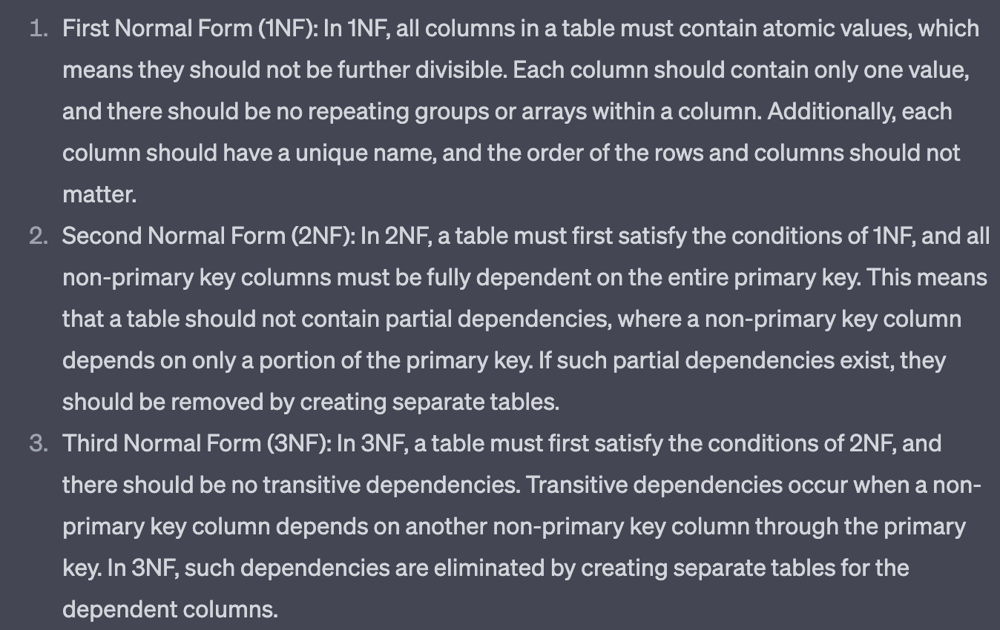 1. First Normal Form (1NF): In 1NF, all columns in a table must contain atomic values, which
means they should not be further divisible. Each column should contain only one value,
and there should be no repeating groups or arrays within a column. Additionally, each
column should have a unique name, and the order of the rows and columns should not
matter.
2. Second Normal Form (2NF): In 2NF, a table must first satisfy the conditions of 1NF, and all
non-primary key columns must be fully dependent on the entire primary key. This means
that a table should not contain partial dependencies, where a non-primary key column
depends on only a portion of the primary key. If such partial dependencies exist, they
should be removed by creating separate tables.
3. Third Normal Form (3NF): In 3NF, a table must first satisfy the conditions of 2NF, and
there should be no transitive dependencies. Transitive dependencies occur when a non-
primary key column depends on another non-primary key column through the primary
key. In 3NF, such dependencies are eliminated by creating separate tables for the
dependent columns.